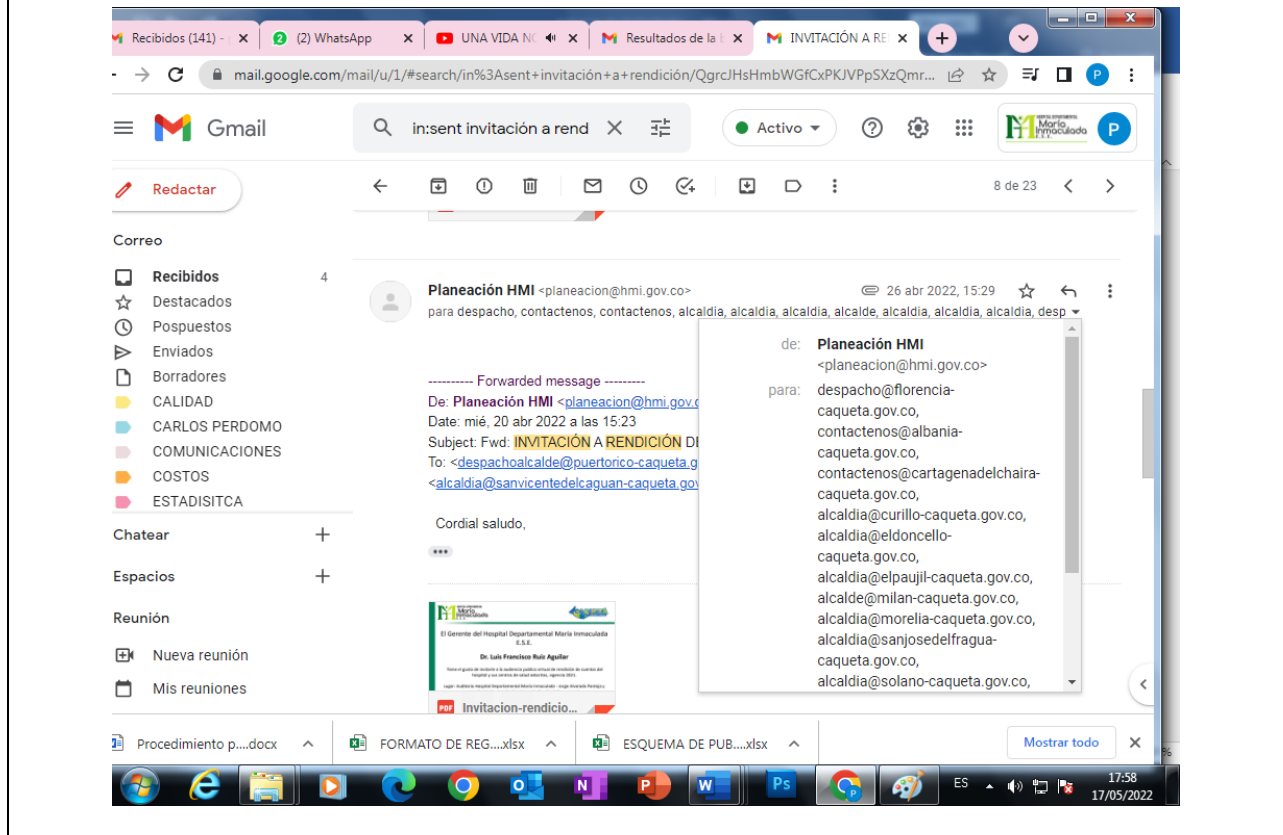 Recibidos (141) -
(2) WhatsApp
UNA VIDA NO
Resultados de la b
INVITACIÓN A RE
mail.google.com/mail/u/1/#search/in%3Asent+invitación+a+rendición/QgrcJHsHmbWGfCxPKJVPpSXzQmr...
P
Gmail
in:sent invitación a rend
Activo
María Inmaculada
P
Redactar
8 de 23
Correo
Recibidos 4
Destacados
Pospuestos
Enviados
Borradores
CALIDAD
CARLOS PERDOMO
COMUNICACIONES
COSTOS
ESTADISITCA
Chatear
Espacios
Reunión
Nueva reunión
Mis reuniones
Planeación HMI <planeacion@hmi.gov.co>
26 abr 2022, 15:29
para despacho, contactenos, contactenos, alcaldia, alcaldia, alcaldia, alcalde, alcaldia, alcaldia, alcaldia, desp
---------- Forwarded message ---------
De: Planeación HMI <planeacion@hmi.gov.c
Date: mié, 20 abr 2022 a las 15:23
Subject: Fwd: INVITACIÓN A RENDICIÓN DE
To: <despachoalcalde@puertorico-caqueta.g
<alcaldia@sanvicentedelcaguan-caqueta.gov
Cordial saludo,
de: Planeación HMI
<planeacion@hmi.gov.co>
para: despacho@florencia-
caqueta.gov.co,
contactenos@albania-
caqueta.gov.co,
contactenos@cartagenadelchaira-
caqueta.gov.co,
alcaldia@curillo-caqueta.gov.co,
alcaldia@eldoncello-
caqueta.gov.co,
alcaldia@elpaujil-caqueta.gov.co,
alcalde@milan-caqueta.gov.co,
alcaldia@morelia-caqueta.gov.co,
alcaldia@sanjosedelfragua-
caqueta.gov.co,
alcaldia@solano-caqueta.gov.co,
María Inmaculada
El Gerente del Hospital Departamental María Inmaculada
E.S.E.
Dr. Luis Francisco Ruiz Aguilar
PDF Invitacion-rendicio...
Procedimiento p....docx
FORMATO DE REG....xlsx
ESQUEMA DE PUB....xlsx
Mostrar todo
ES
17:58
17/05/2022